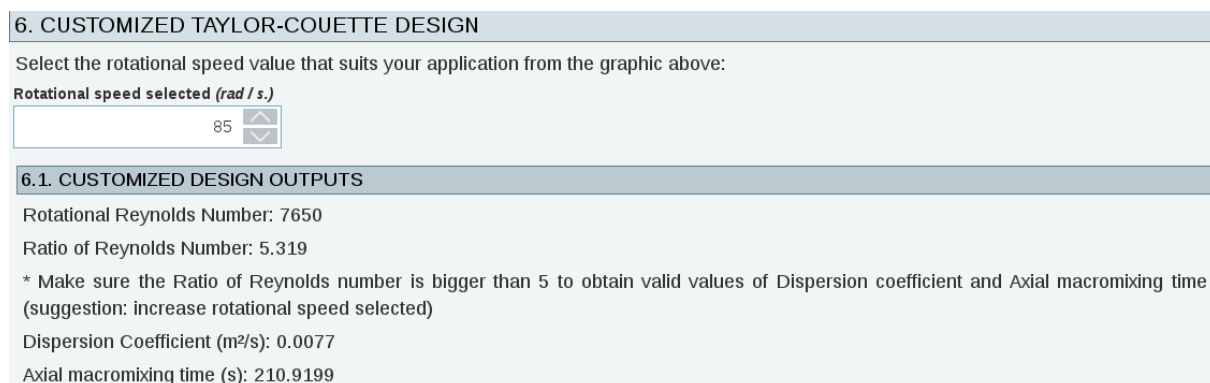 6. CUSTOMIZED TAYLOR-COUETTE DESIGN
Select the rotational speed value that suits your application from the graphic above:
Rotational speed selected (rad / s.)
85
6.1. CUSTOMIZED DESIGN OUTPUTS
Rotational Reynolds Number: 7650
Ratio of Reynolds Number: 5.319
* Make sure the Ratio of Reynolds number is bigger than 5 to obtain valid values of Dispersion coefficient and Axial macromixing time
(suggestion: increase rotational speed selected)
Dispersion Coefficient (m²/s): 0.0077
Axial macromixing time (s): 210.9199